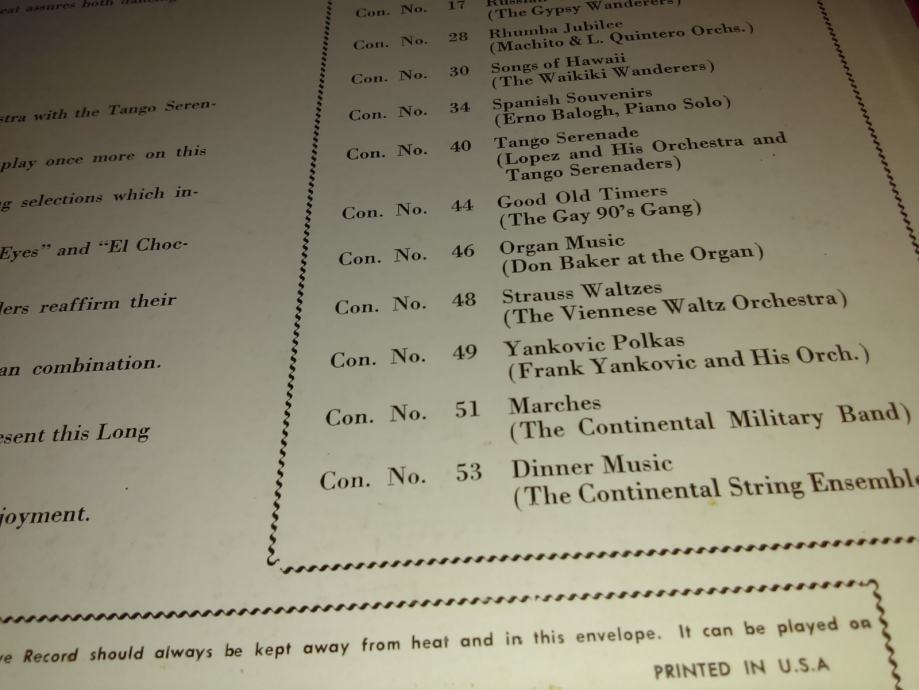 eat assures both dancing
stra with the Tango Seren-
play once more on this
g selections which in-
Eyes" and "El Choc-
ders reaffirm their
an combination.
esent this Long
joyment.
Con. No. 17 Russian
(The Gypsy Wanderers)
Con. No. 28 Rhumba Jubilee
(Machito & L. Quintero Orchs.)
Con. No. 30 Songs of Hawaii
(The Waikiki Wanderers)
Con. No. 34 Spanish Souvenirs
(Erno Balogh, Piano Solo)
Con. No. 40 Tango Serenade
(Lopez and His Orchestra and
Tango Serenaders)
Con. No. 44 Good Old Timers
(The Gay 90's Gang)
Con. No. 46 Organ Music
(Don Baker at the Organ)
Con. No. 48 Strauss Waltzes
(The Viennese Waltz Orchestra)
Con. No. 49 Yankovic Polkas
(Frank Yankovic and His Orch.)
Con. No. 51 Marches
(The Continental Military Band)
Con. No. 53 Dinner Music
(The Continental String Ensemble
ve Record should always be kept away from heat and in this envelope. It can be played on
PRINTED IN U.S.A